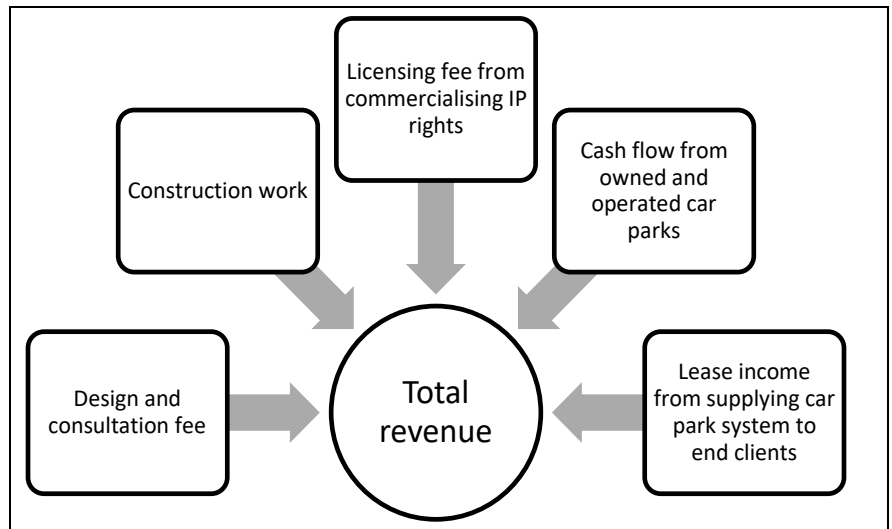 Licensing fee from
commercialising IP
rights
Construction work
Cash flow from
owned and
operated car
parks
Design and
consultation fee
Total
revenue
Lease income
from supplying car
park system to
end clients